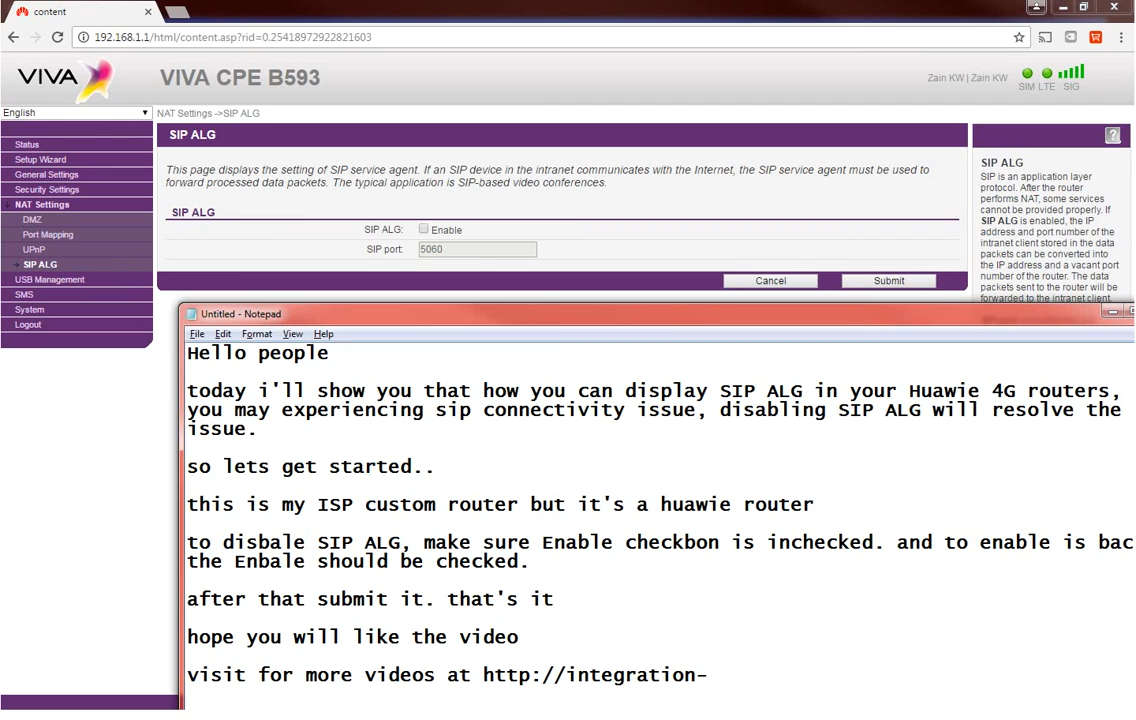 content
192.168.1.1/html/content.asp?rid=0.25418972922821603
VIVA
VIVA CPE B593
Zain KW | Zain KW
SIM LTE SIG
English
NAT Settings ->SIP ALG
Status
Setup Wizard
General Settings
Security Settings
NAT Settings
DMZ
Port Mapping
UPnP
SIP ALG
USB Management
SMS
System
Logout
SIP ALG
This page displays the setting of SIP service agent. If an SIP device in the intranet communicates with the Internet, the SIP service agent must be used to
forward processed data packets. The typical application is SIP-based video conferences.
SIP ALG
SIP ALG: Enable
SIP port: 5060
Cancel Submit
?
SIP ALG
SIP is an application layer
protocol. After the router
performs NAT, some services
cannot be provided properly. If
SIP ALG is enabled, the IP
address and port number of the
intranet client stored in the data
packets can be converted into
the IP address and a vacant port
number of the router. The data
packets sent to the router will be
forwarded to the intranet client.
Untitled - Notepad
File Edit Format View Help
Hello people
today i'll show you that how you can display SIP ALG in your Huawie 4G routers,
you may experiencing sip connectivity issue, disabling SIP ALG will resolve the
issue.
so lets get started..
this is my ISP custom router but it's a huawie router
to disbale SIP ALG, make sure Enable checkbon is inchecked. and to enable is bac
the Enbale should be checked.
after that submit it. that's it
hope you will like the video
visit for more videos at http://integration-